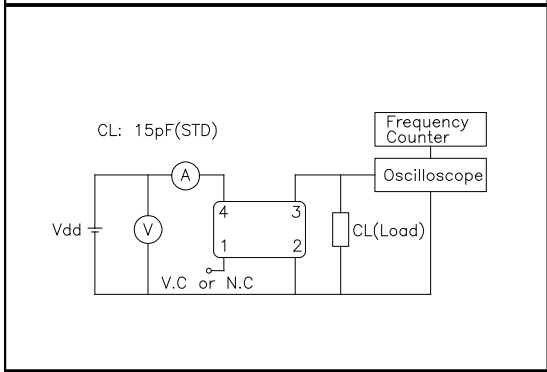 Frequency
Counter
CL: 15pF(STD)
Oscilloscope
A
4
3
Vdd
V
CL(Load)
1
2
V.C or N.C